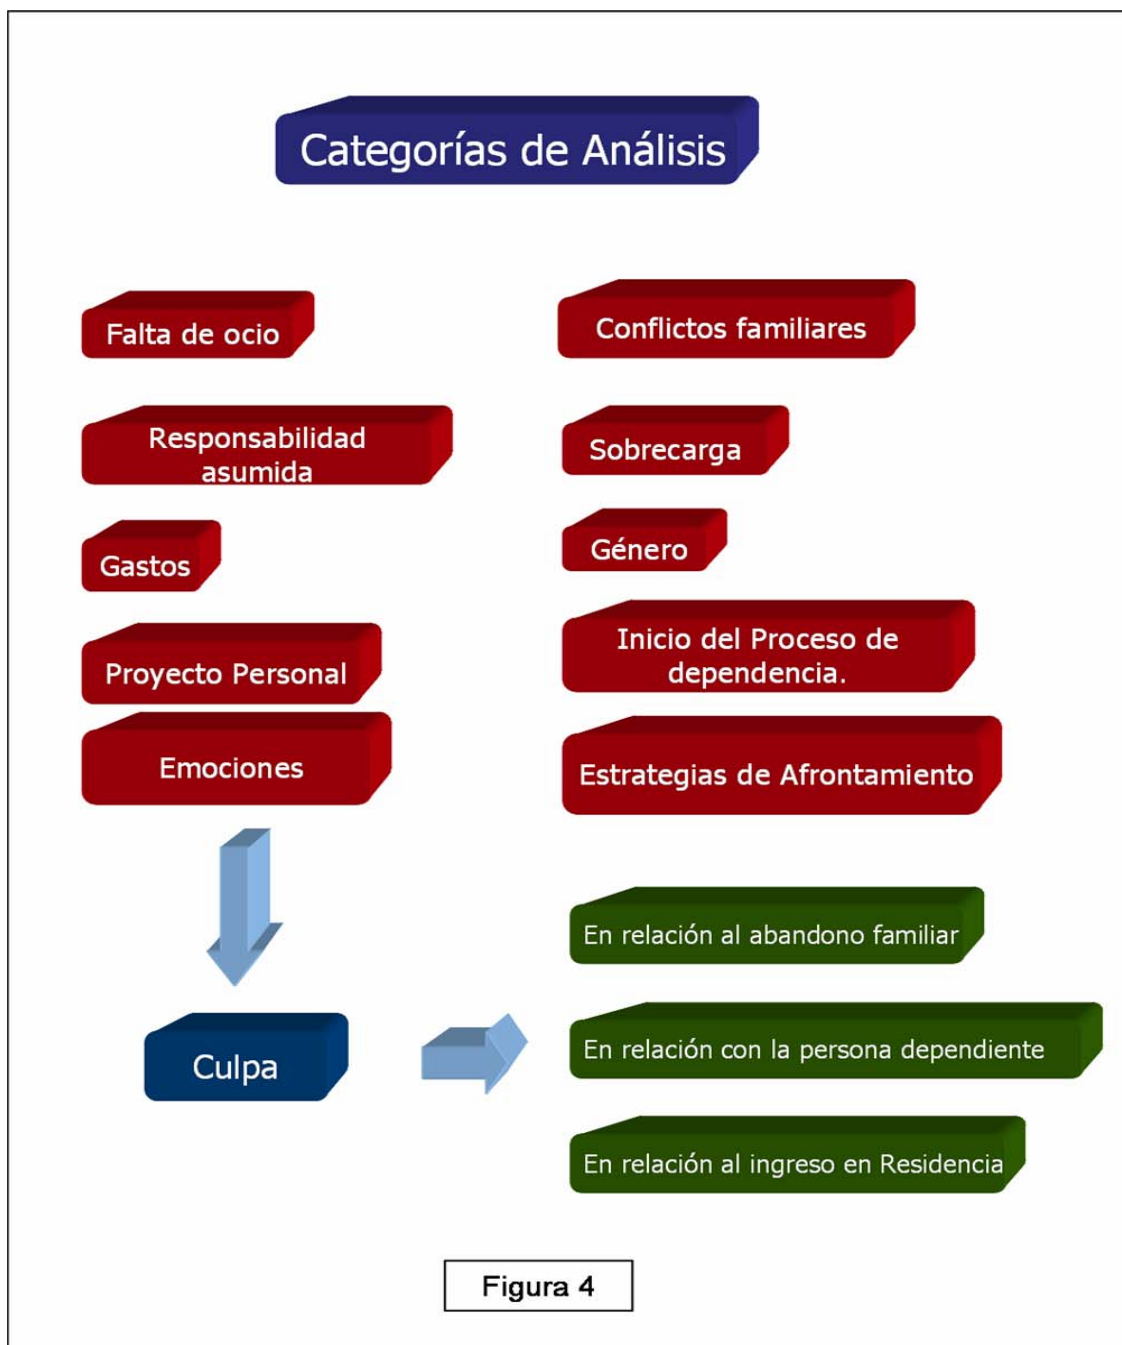 Categorías de Análisis
Falta de ocio
Conflictos familiares
Responsabilidad
asumida
Sobrecarga
Gastos
Género
Proyecto Personal
Inicio del Proceso de
dependencia.
Emociones
Estrategias de Afrontamiento
Culpa
En relación al abandono familiar
En relación con la persona dependiente
En relación al ingreso en Residencia
Figura 4